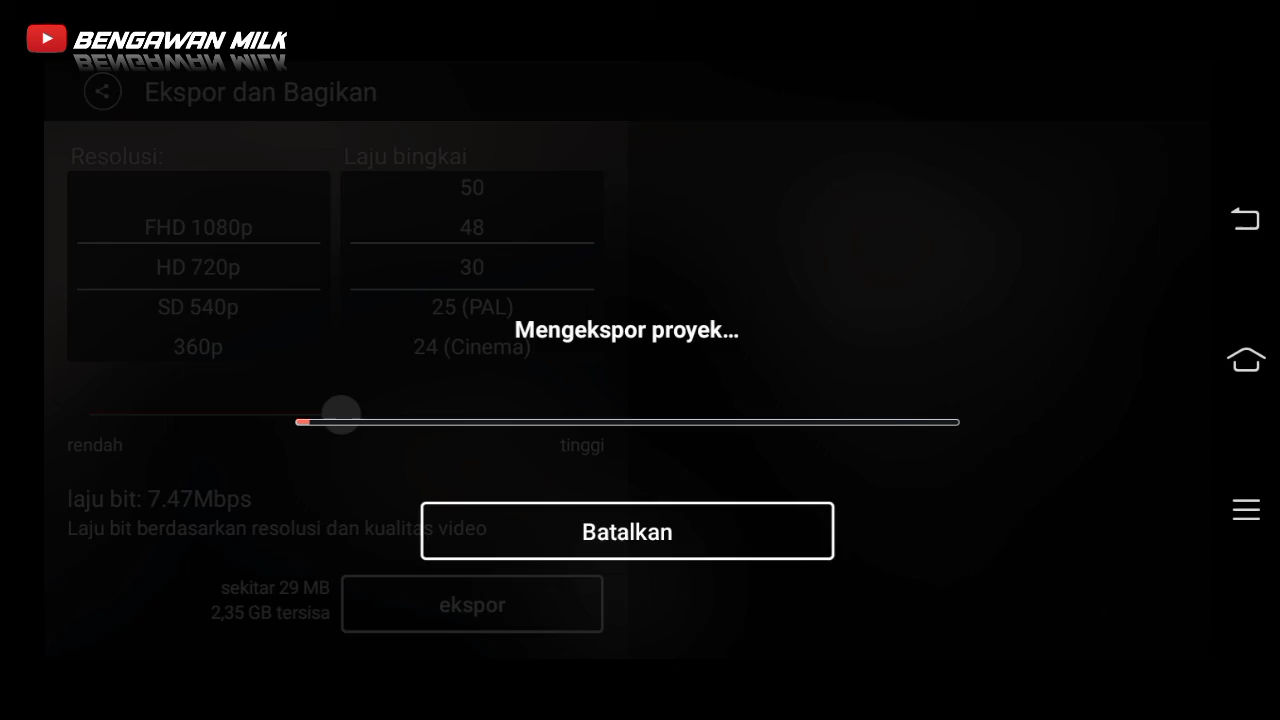 BENGAWAN MILK
Ekspor dan Bagikan
Resolusi:
Laju bingkai
FHD 1080p
HD 720p
SD 540p
360p
50
48
30
25 (PAL)
24 (Cinema)
Mengekspor proyek...
rendah
tinggi
laju bit: 7.47Mbps
Laju bit berdasarkan resolusi dan kualitas video
Batalkan
sekitar 29 MB
2,35 GB tersisa
ekspor